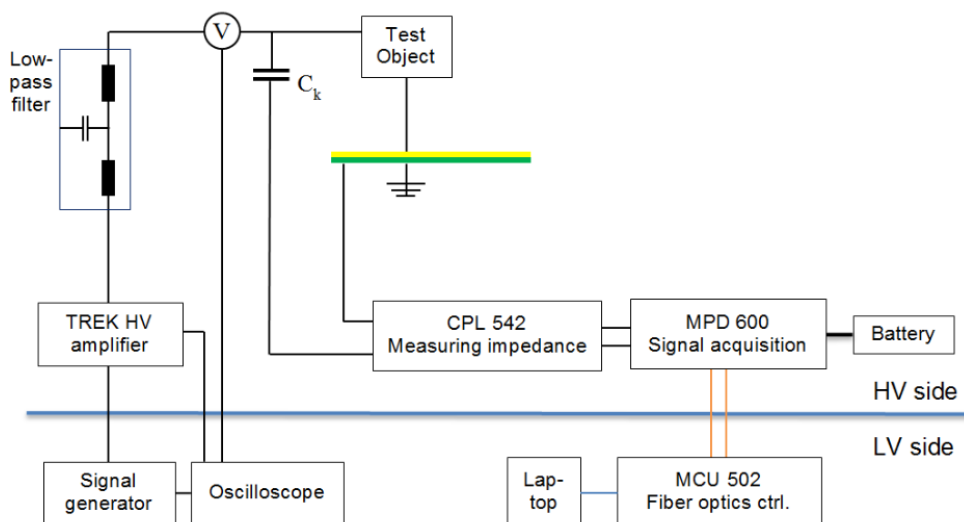 Low-
pass
filter
V
C_k
Test
Object
TREK HV
amplifier
CPL 542
Measuring impedance
MPD 600
Signal acquisition
Battery
HV side
LV side
Signal
generator
Oscilloscope
Lap-
top
MCU 502
Fiber optics ctrl.